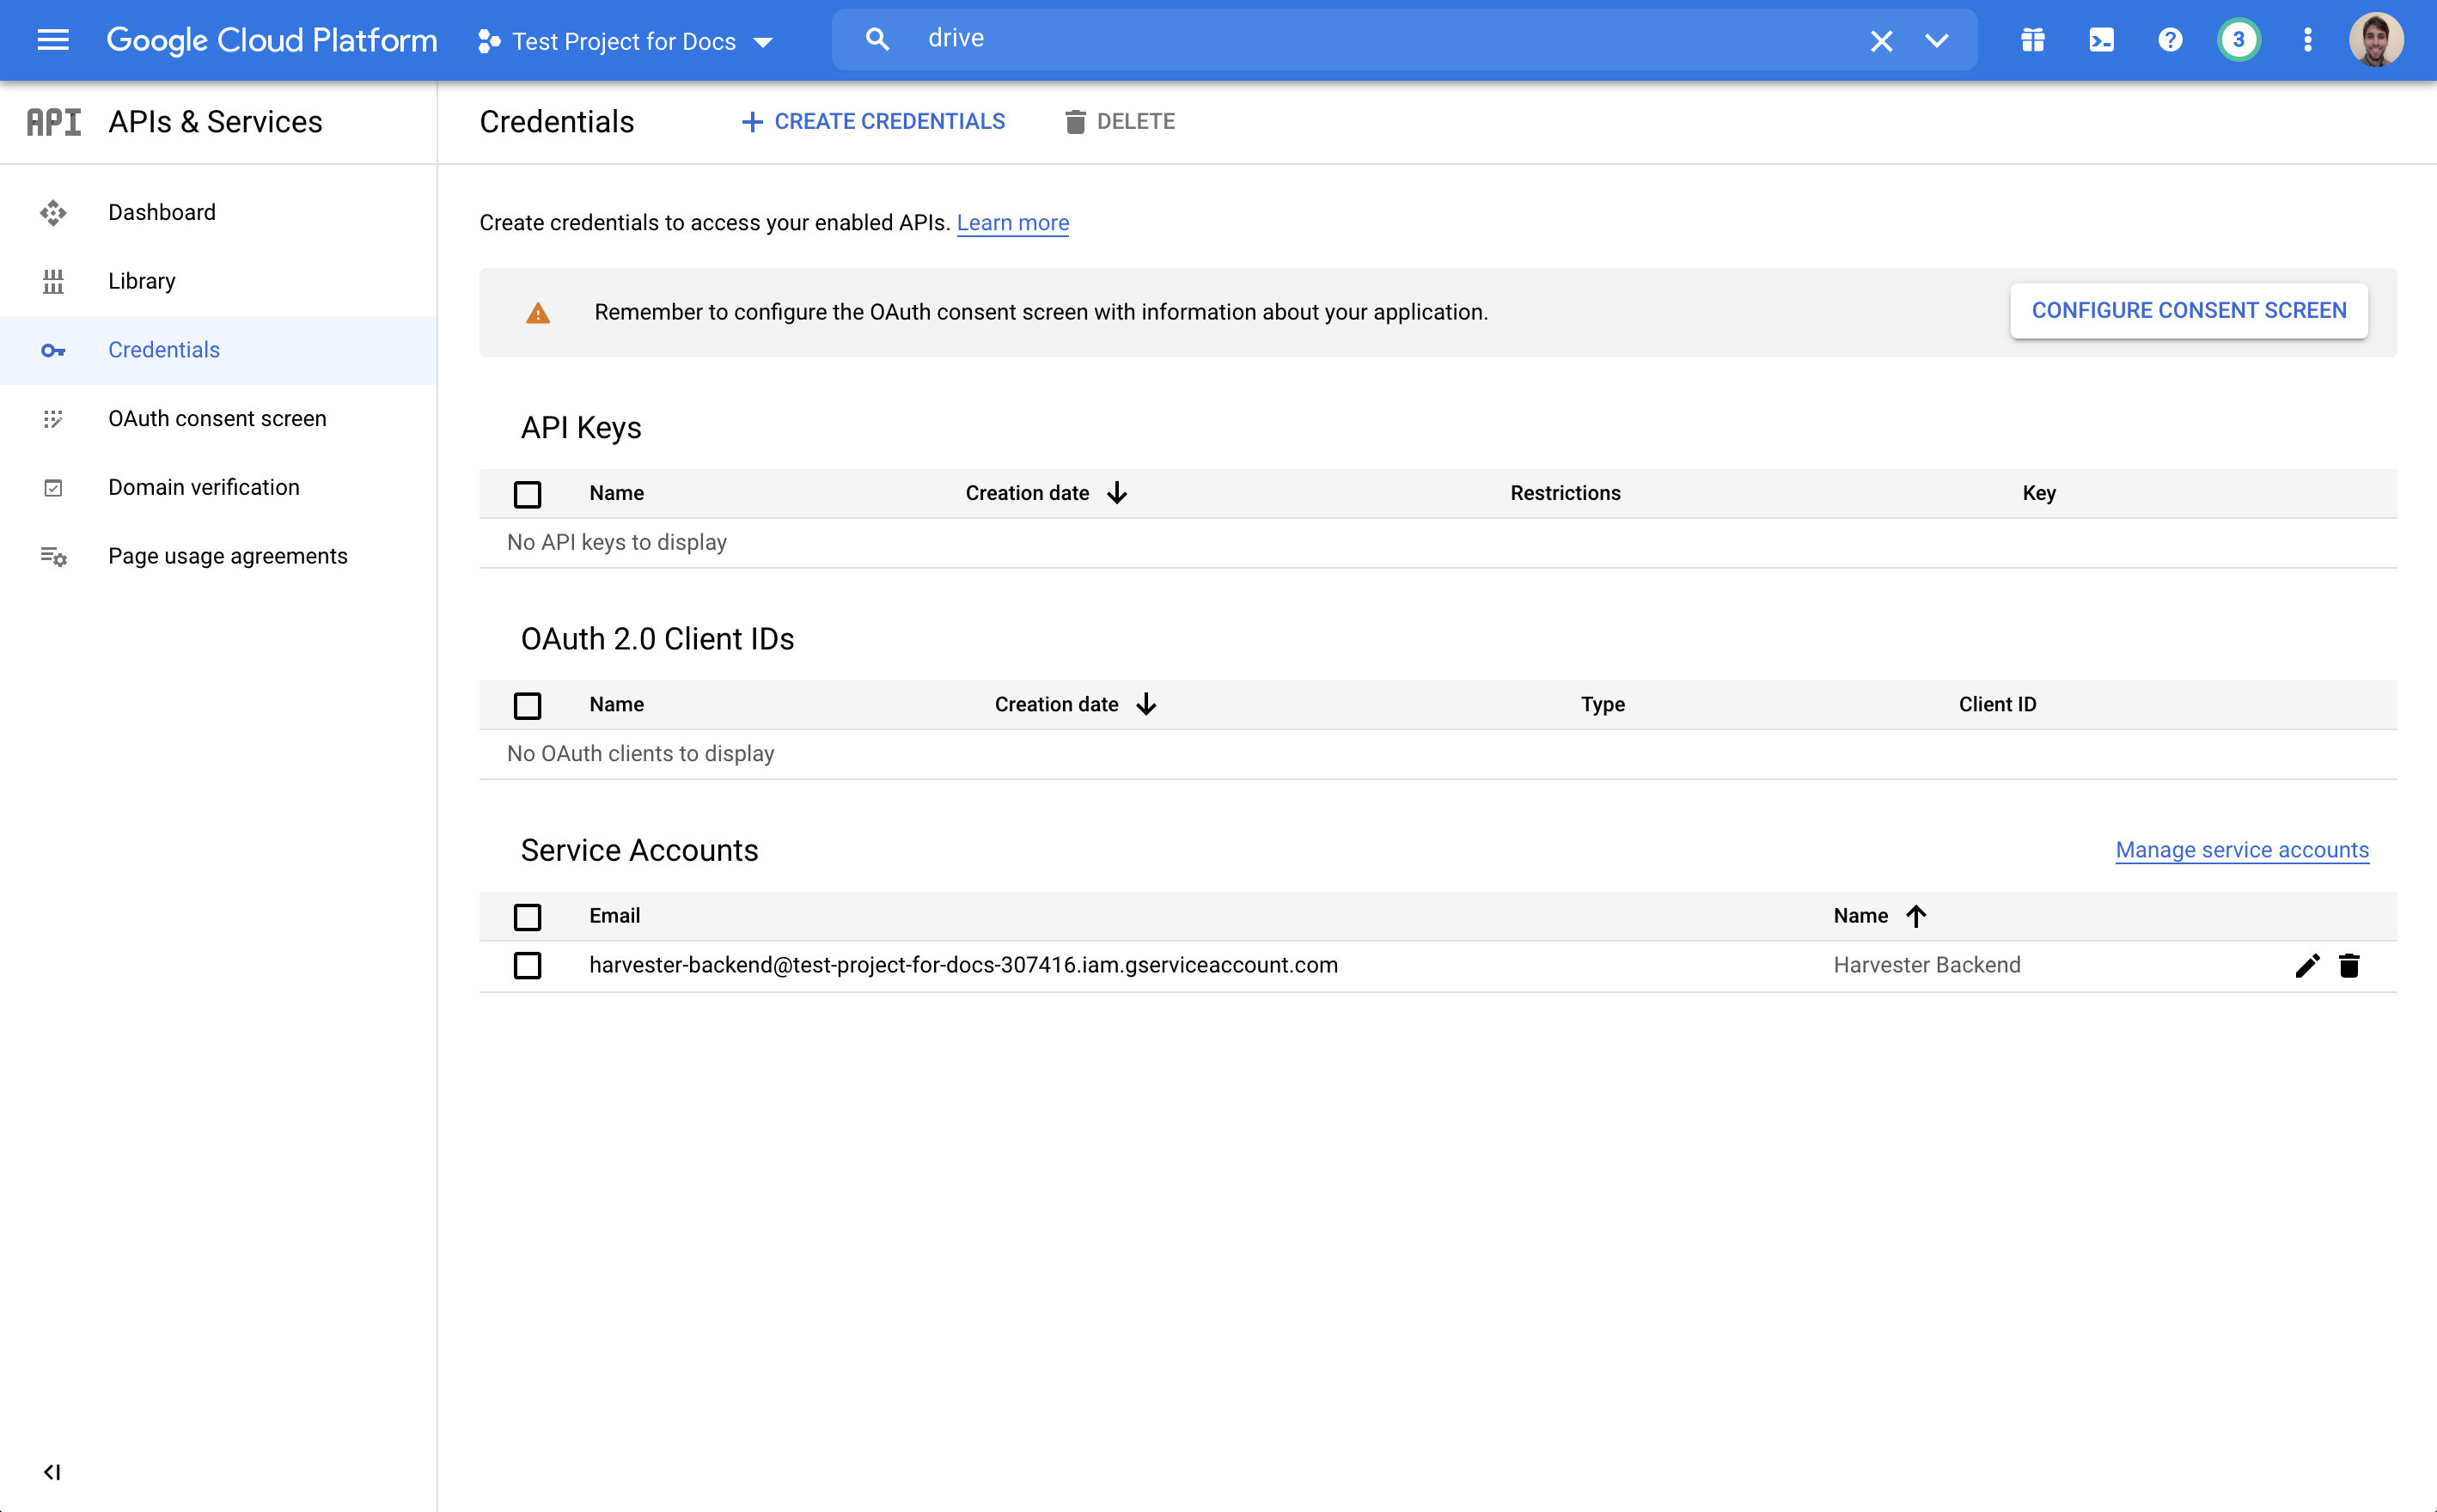 Google Cloud Platform
Test Project for Docs
drive
3
API APIs & Services
Credentials
CREATE CREDENTIALS
DELETE
Dashboard
Library
Credentials
OAuth consent screen
Domain verification
Page usage agreements
Create credentials to access your enabled APIs. Learn more
Remember to configure the OAuth consent screen with information about your application.
CONFIGURE CONSENT SCREEN
API Keys
Name Creation date Restrictions Key
No API keys to display
OAuth 2.0 Client IDs
Name Creation date Type Client ID
No OAuth clients to display
Service Accounts
Manage service accounts
Email Name
harvester-backend@test-project-for-docs-307416.iam.gserviceaccount.com Harvester Backend